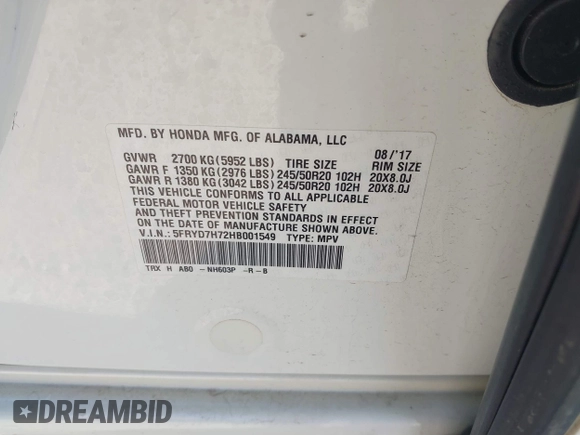 MFD. BY HONDA MFG. OF ALABAMA, LLC
08/'17
GVWR 2700 KG(5952 LBS) TIRE SIZE RIM SIZE
GAWR F 1350 KG(2976 LBS)245/50R20 102H 20X8.0J
GAWR R 1380 KG(3042 LBS)245/50R20 102H 20X8.0J
THIS VEHICLE CONFORMS TO ALL APPLICABLE
FEDERAL MOTOR VEHICLE SAFETY
AND THEFT PREVENTION STANDARDS IN EFFECT
ON THE DATE OF MANUFACTURE SHOWN ABOVE.
V.I.N.: 5FRYD7H72HB001549 TYPE: MPV
TRX H AB0 -NH603P -R-B
DREAMBID